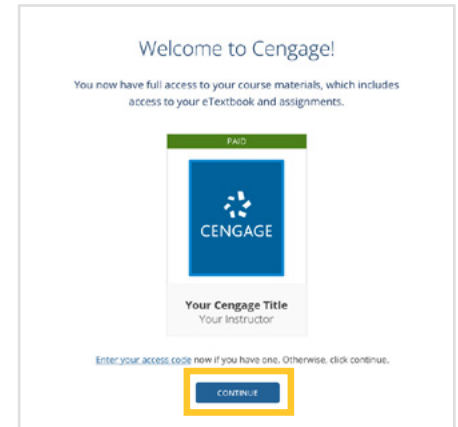 Welcome to Cengage!
You now have full access to your course materials, which includes
access to your eTextbook and assignments.
PAID
CENGAGE
Your Cengage Title
Your Instructor
Enter your access code now if you have one. Otherwise, click continue.
CONTINUE